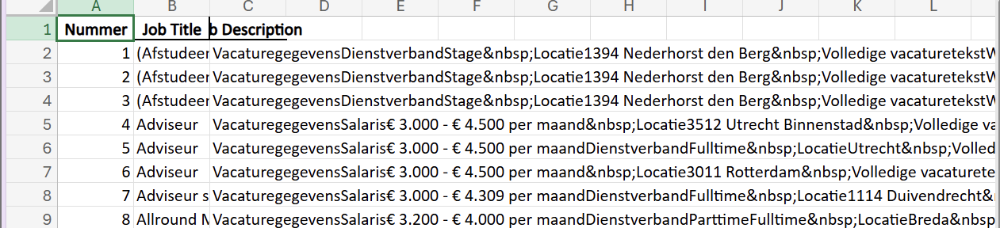 A B C D E F G H I J K L
1 Nummer Job Title b Description
2 1 (Afstudeer VacaturegegevensDienstverbandStage&nbsp;Locatie1394 Nederhorst den Berg&nbsp;Volledige vacaturetekstW
3 2 (Afstudeer VacaturegegevensDienstverbandStage&nbsp;Locatie1394 Nederhorst den Berg&nbsp;Volledige vacaturetekstW
4 3 (Afstudeer VacaturegegevensDienstverbandStage&nbsp;Locatie1394 Nederhorst den Berg&nbsp;Volledige vacaturetekstW
5 4 Adviseur VacaturegegevensSalaris€ 3.000 - € 4.500 per maand&nbsp;Locatie3512 Utrecht Binnenstad&nbsp;Volledige va
6 5 Adviseur VacaturegegevensSalaris€ 3.000 - € 4.500 per maandDienstverbandFulltime&nbsp;LocatieUtrecht&nbsp;Volled
7 6 Adviseur VacaturegegevensSalaris€ 3.000 - € 4.500 per maand&nbsp;Locatie3011 Rotterdam&nbsp;Volledige vacaturete
8 7 Adviseur s VacaturegegevensSalaris€ 3.000 - € 4.309 per maandDienstverbandFulltime&nbsp;Locatie1114 Duivendrecht&
9 8 Allround M VacaturegegevensSalaris€ 3.200 - € 4.000 per maandDienstverbandParttimeFulltime&nbsp;LocatieBreda&nbsp